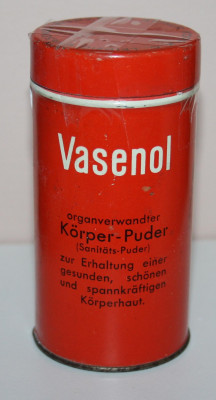 Vasenol
organverwandter
Körper-Puder
(Sanitäts-Puder)
zur Erhaltung einer
gesunden, schönen
und spannkräftigen
Körperhaut.